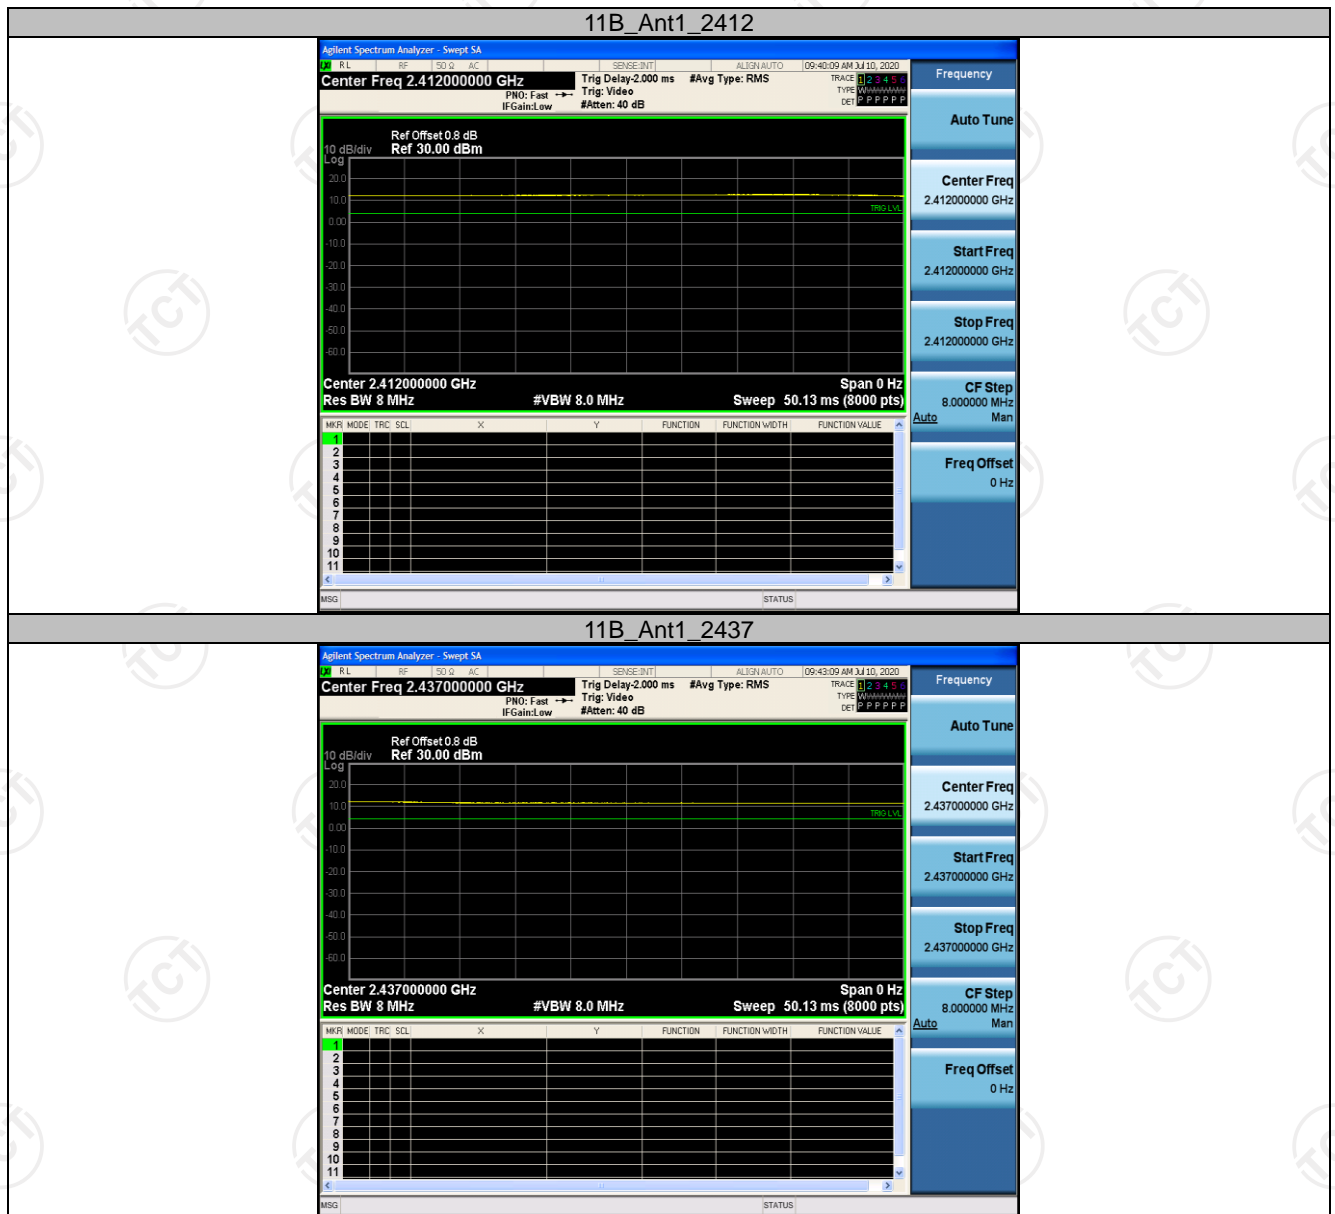 11B_Ant1_2412
Agilent Spectrum Analyzer - Swept SA
LXI RL RF 50 Ω AC SENSE:INT ALIGN AUTO 09:40:09 AM Jul 10, 2020
Center Freq 2.412000000 GHz
PNO: Fast
IFGain:Low
Trig Delay-2.000 ms
Trig: Video
#Atten: 40 dB
#Avg Type: RMS
TRACE 1 2 3 4 5 6
TYPE W
DET P P P P P P
Ref Offset 0.8 dB
10 dB/div Ref 30.00 dBm
Log
20.0
10.0
TRIG LVL
0.00
-10.0
-20.0
-30.0
-40.0
-50.0
-60.0
Center 2.412000000 GHz Span 0 Hz
Res BW 8 MHz #VBW 8.0 MHz Sweep 50.13 ms (8000 pts)
MKR MODE TRC SCL X Y FUNCTION FUNCTION WIDTH FUNCTION VALUE
1
2
3
4
5
6
7
8
9
10
11
MSG STATUS
Frequency
Auto Tune
Center Freq
2.412000000 GHz
Start Freq
2.412000000 GHz
Stop Freq
2.412000000 GHz
CF Step
8.000000 MHz
Auto Man
Freq Offset
0 Hz
11B_Ant1_2437
Agilent Spectrum Analyzer - Swept SA
LXI RL RF 50 Ω AC SENSE:INT ALIGN AUTO 09:43:09 AM Jul 10, 2020
Center Freq 2.437000000 GHz
PNO: Fast
IFGain:Low
Trig Delay-2.000 ms
Trig: Video
#Atten: 40 dB
#Avg Type: RMS
TRACE 1 2 3 4 5 6
TYPE W
DET P P P P P P
Ref Offset 0.8 dB
10 dB/div Ref 30.00 dBm
Log
20.0
10.0
TRIG LVL
0.00
-10.0
-20.0
-30.0
-40.0
-50.0
-60.0
Center 2.437000000 GHz Span 0 Hz
Res BW 8 MHz #VBW 8.0 MHz Sweep 50.13 ms (8000 pts)
MKR MODE TRC SCL X Y FUNCTION FUNCTION WIDTH FUNCTION VALUE
1
2
3
4
5
6
7
8
9
10
11
MSG STATUS
Frequency
Auto Tune
Center Freq
2.437000000 GHz
Start Freq
2.437000000 GHz
Stop Freq
2.437000000 GHz
CF Step
8.000000 MHz
Auto Man
Freq Offset
0 Hz
TCT
TCT
TCT
TCT